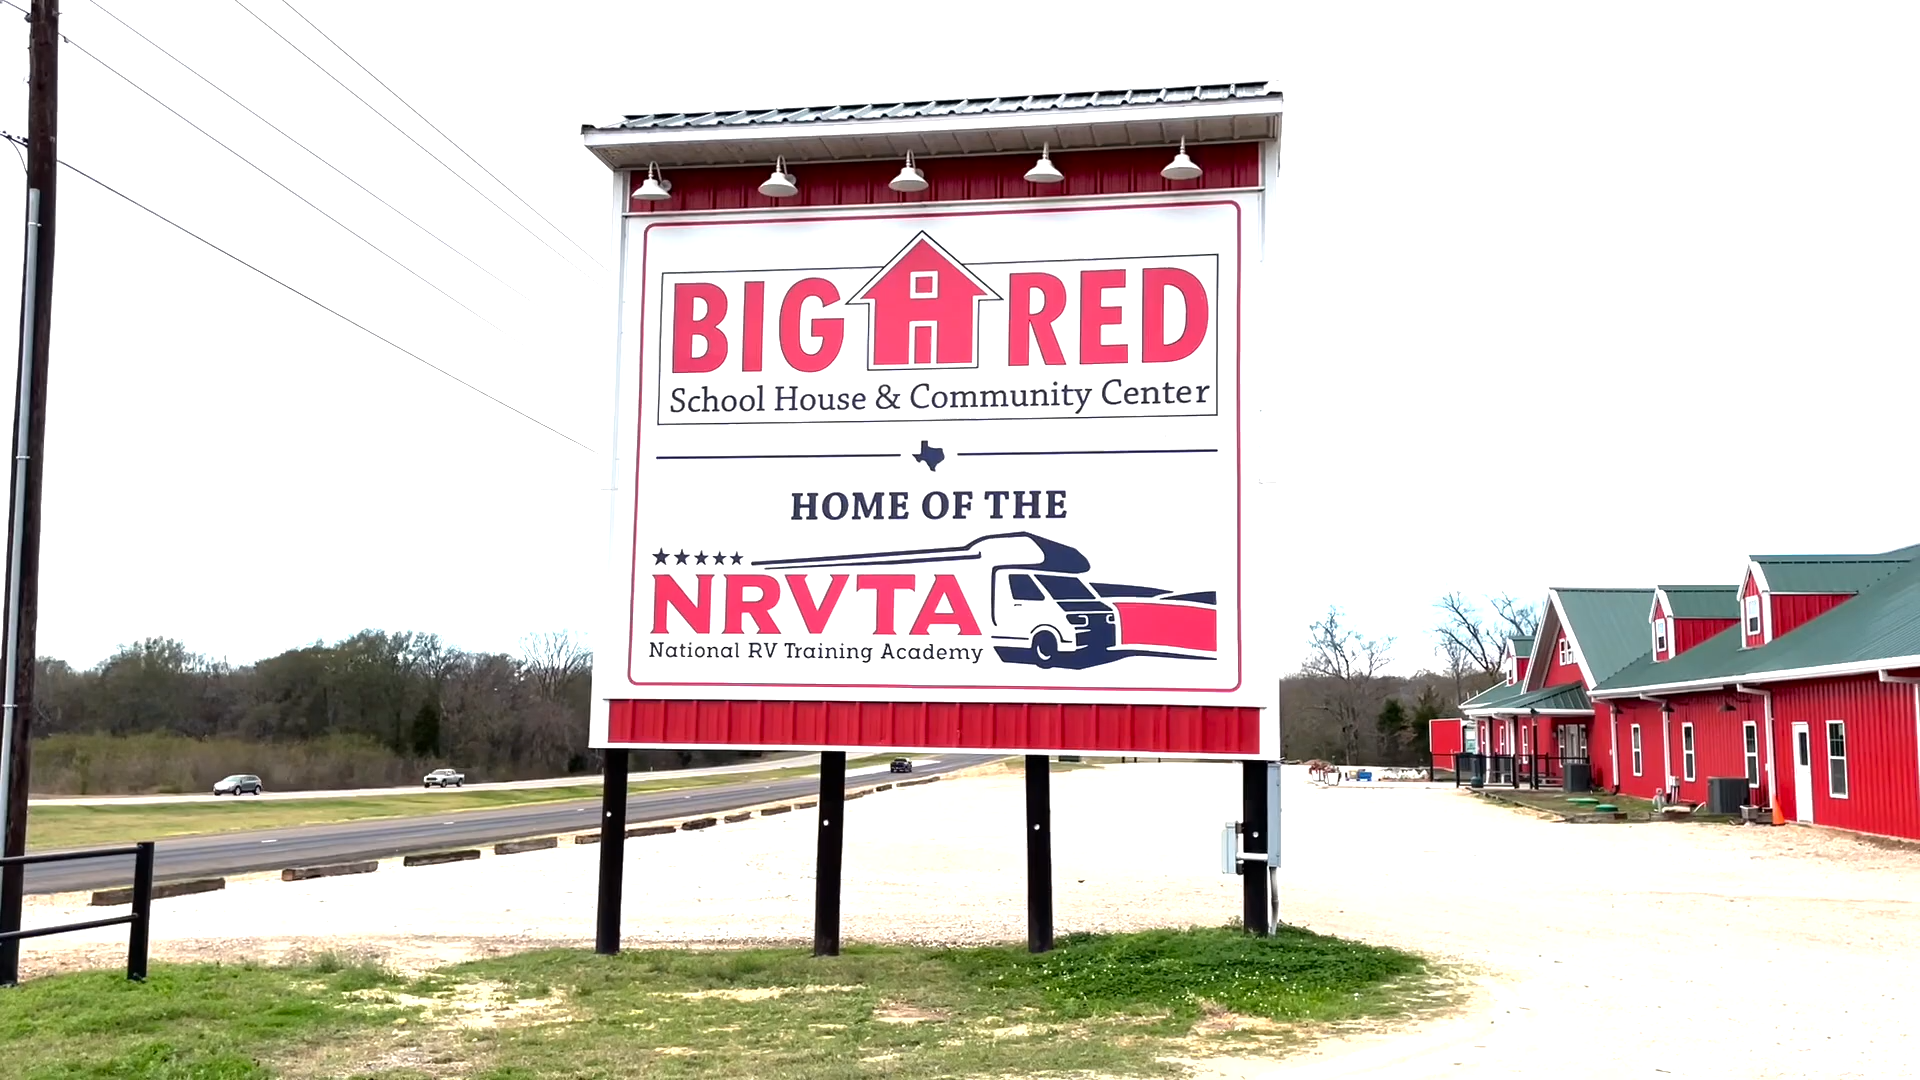 BIG RED
School House & Community Center
HOME OF THE
NRVTA
National RV Training Academy